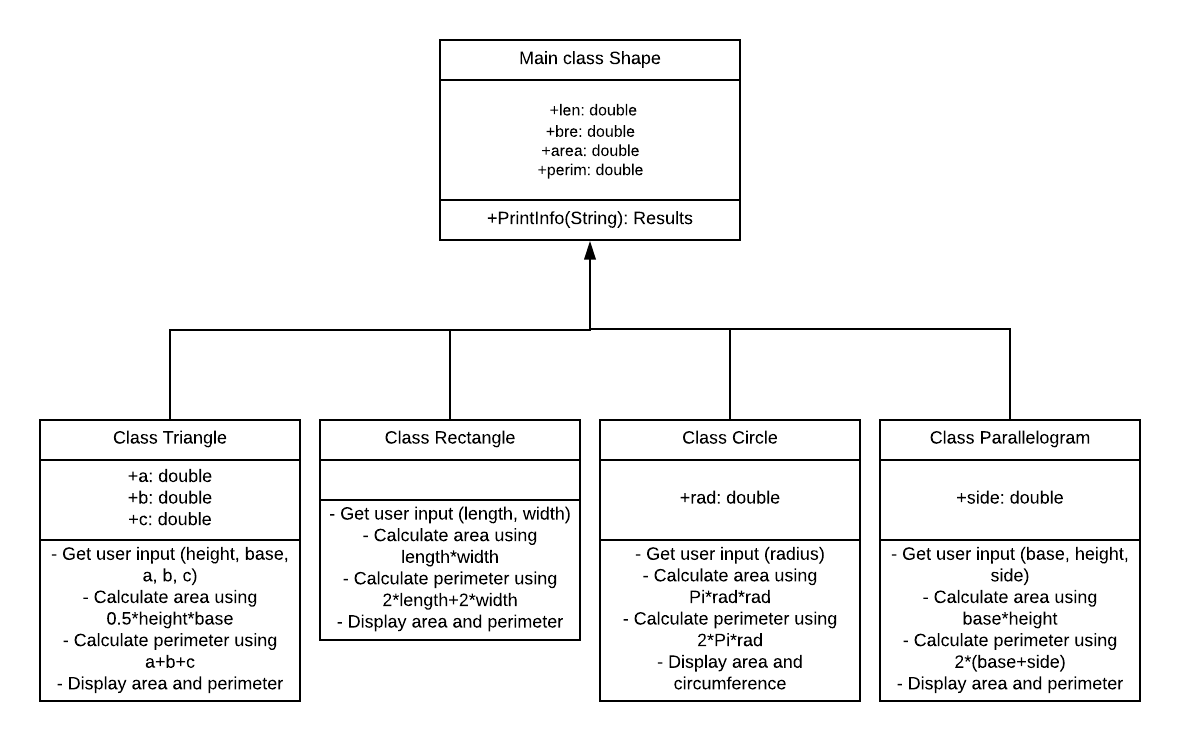 Main class Shape
+len: double
+bre: double
+area: double
+perim: double
+PrintInfo(String): Results
Class Triangle
+a: double
+b: double
+c: double
- Get user input (height, base,
a, b, c)
- Calculate area using
0.5*height*base
- Calculate perimeter using
a+b+c
- Display area and perimeter
Class Rectangle
- Get user input (length, width)
- Calculate area using
length*width
- Calculate perimeter using
2*length+2*width
- Display area and perimeter
Class Circle
+rad: double
- Get user input (radius)
- Calculate area using
Pi*rad*rad
- Calculate perimeter using
2*Pi*rad
- Display area and
circumference
Class Parallelogram
+side: double
- Get user input (base, height,
side)
- Calculate area using
base*height
- Calculate perimeter using
2*(base+side)
- Display area and perimeter